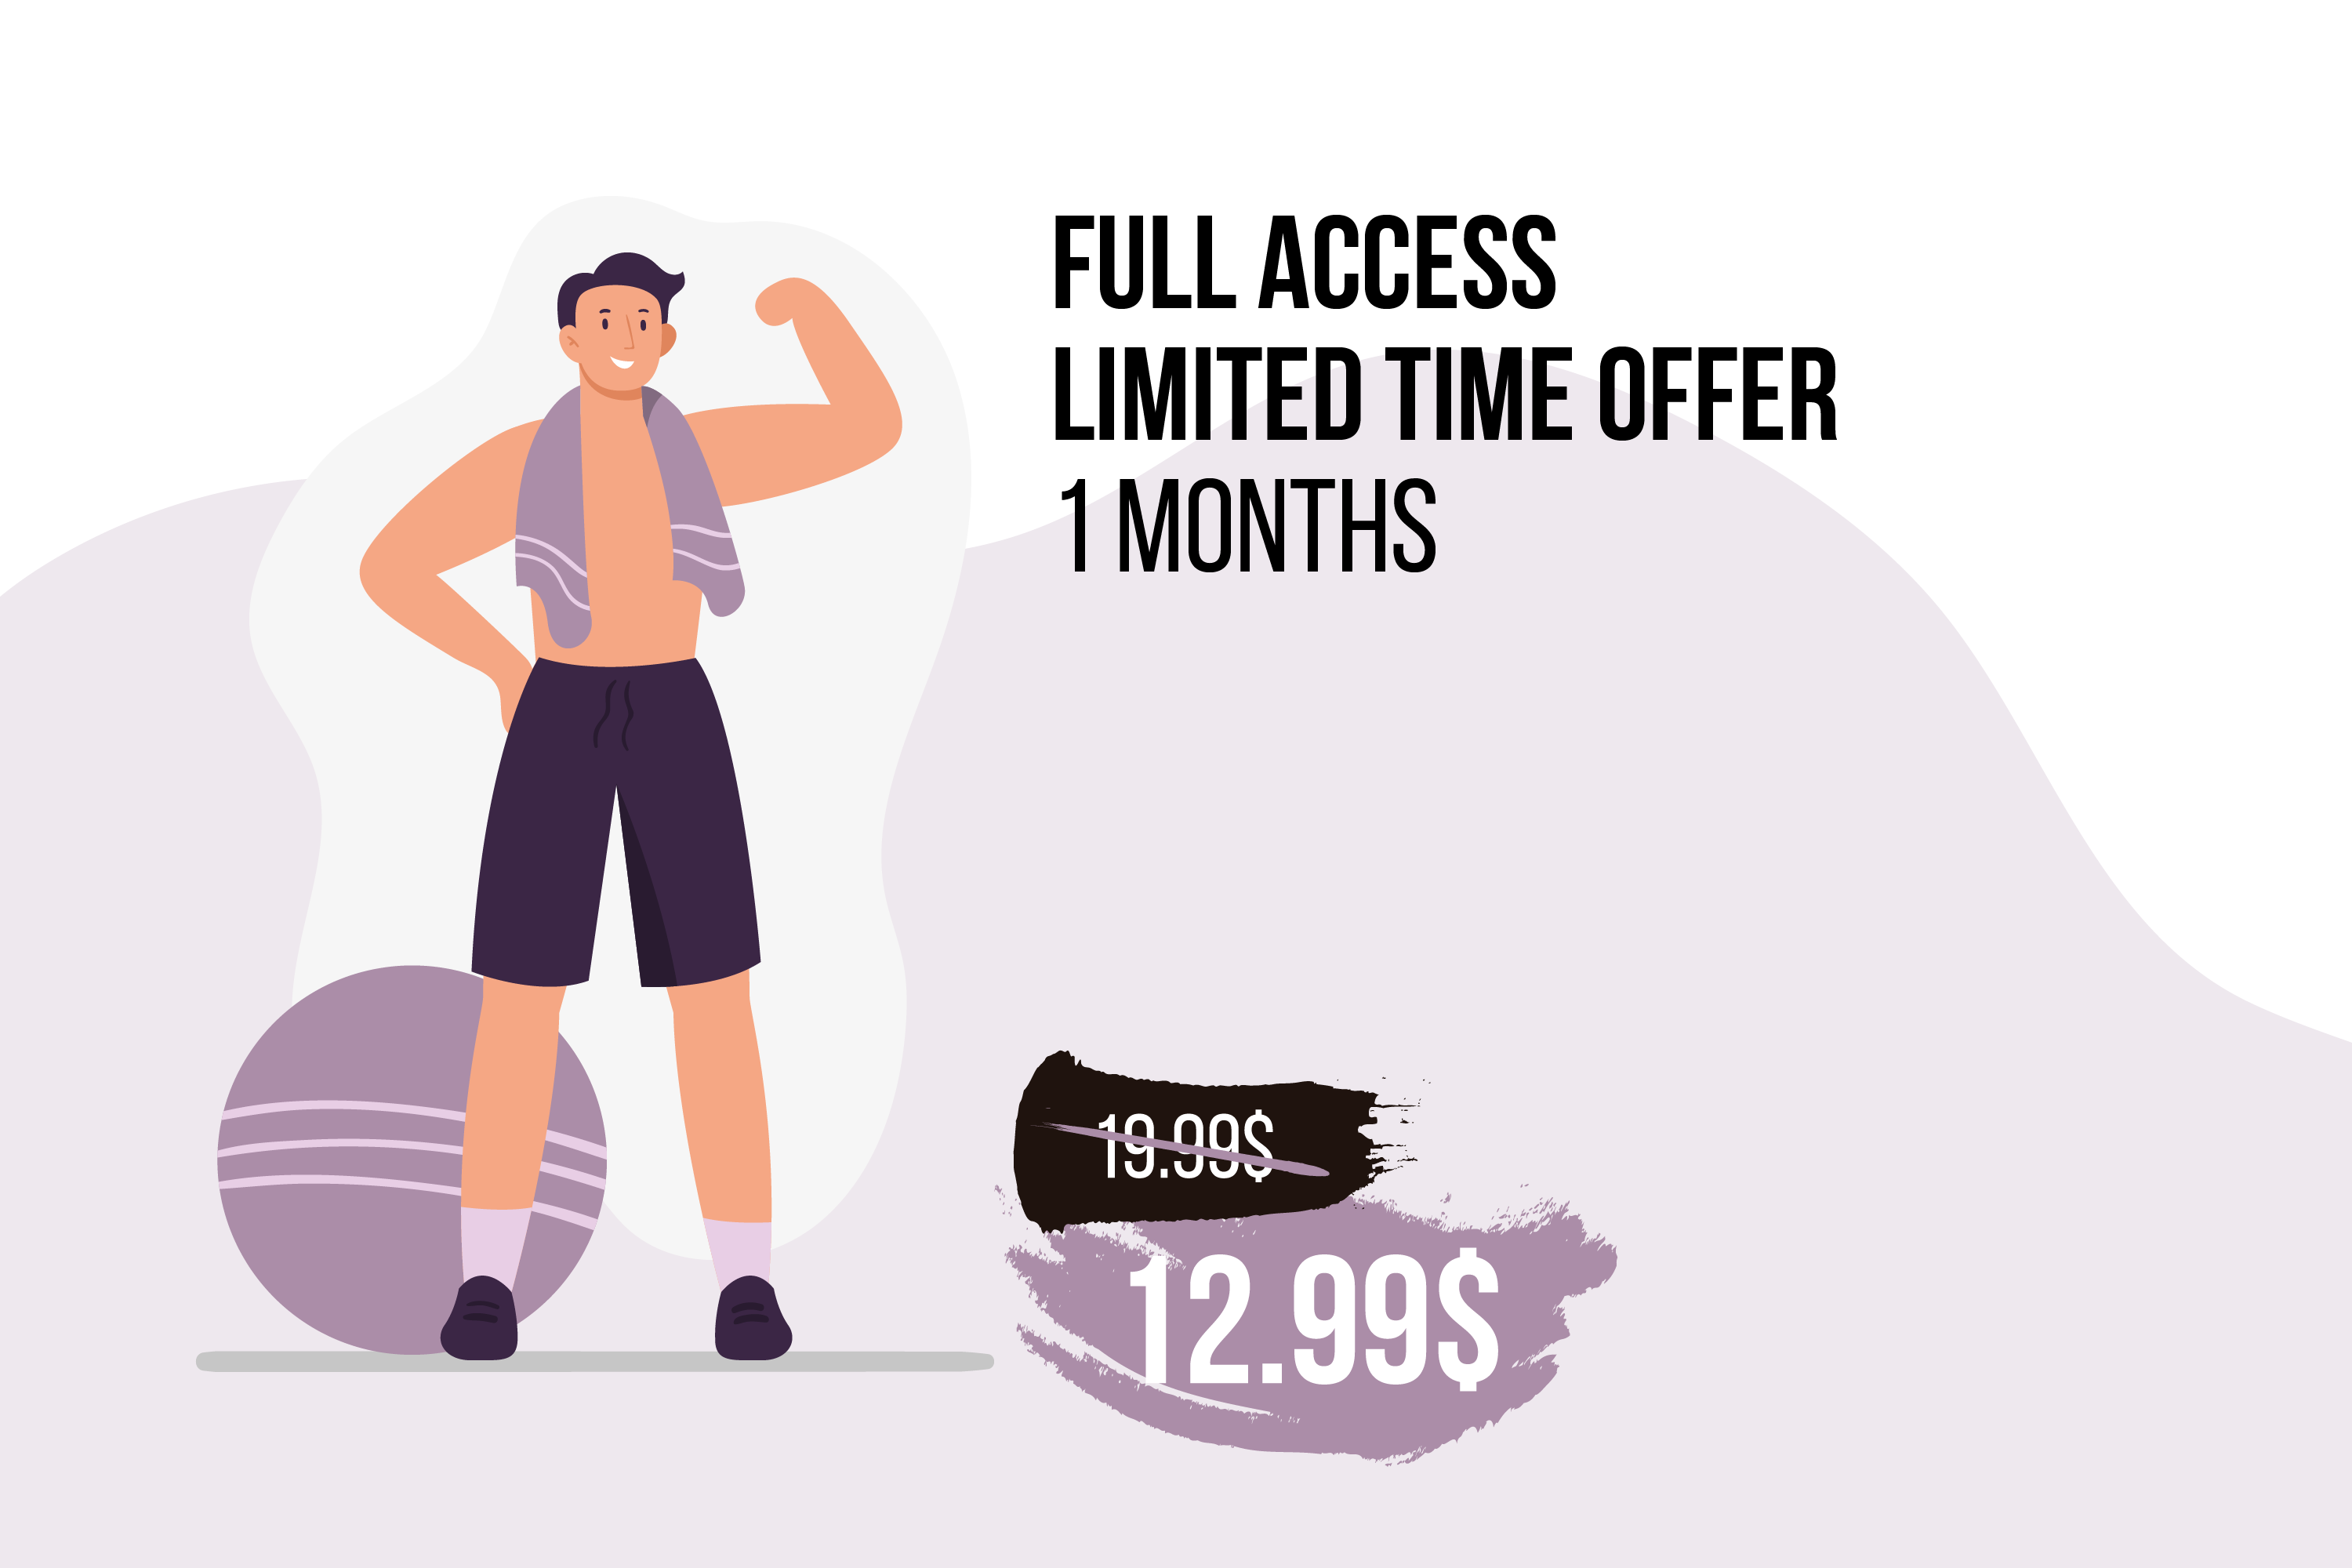 FULL ACCESS
LIMITED TIME OFFER
1 MONTHS
19.99$
12.99$